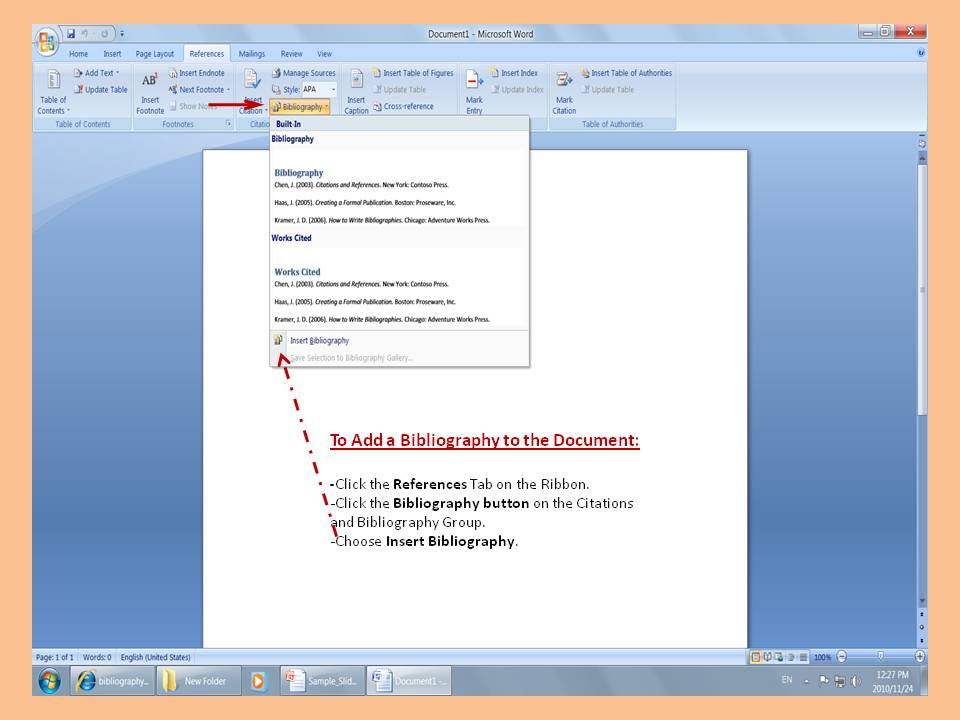 Document1 - Microsoft Word
Home Insert Page Layout References Mailings Review View
Table of Contents
Add Text
Update Table
Table of Contents
AB1
Insert Footnote
Insert Endnote
Next Footnote
Show
Footnotes
Insert Citation
Manage Sources
Style: APA
Bibliography
Insert Caption
Insert Table of Figures
Update Table
Cross-reference
Mark Entry
Insert Index
Update Index
Mark Citation
Insert Table of Authorities
Update Table
Table of Authorities
Built-In
Bibliography
Bibliography
Chen, J. (2003). Citations and References. New York: Contoso Press.
Haas, J. (2005). Creating a Formal Publication. Boston: Proseware, Inc.
Kramer, J. D. (2006). How to Write Bibliographies. Chicago: Adventure Works Press.
Works Cited
Works Cited
Chen, J. (2003). Citations and References. New York: Contoso Press.
Haas, J. (2005). Creating a Formal Publication. Boston: Proseware, Inc.
Kramer, J. D. (2006). How to Write Bibliographies. Chicago: Adventure Works Press.
Insert Bibliography
Save Selection to Bibliography Gallery...
To Add a Bibliography to the Document:
-Click the References Tab on the Ribbon.
-Click the Bibliography button on the Citations
and Bibliography Group.
-Choose Insert Bibliography.
Page: 1 of 1 Words: 0 English (United States) 100%
bibliography... New Folder Sample_Slid... Document1 -... EN 12:27 PM
2010/11/24